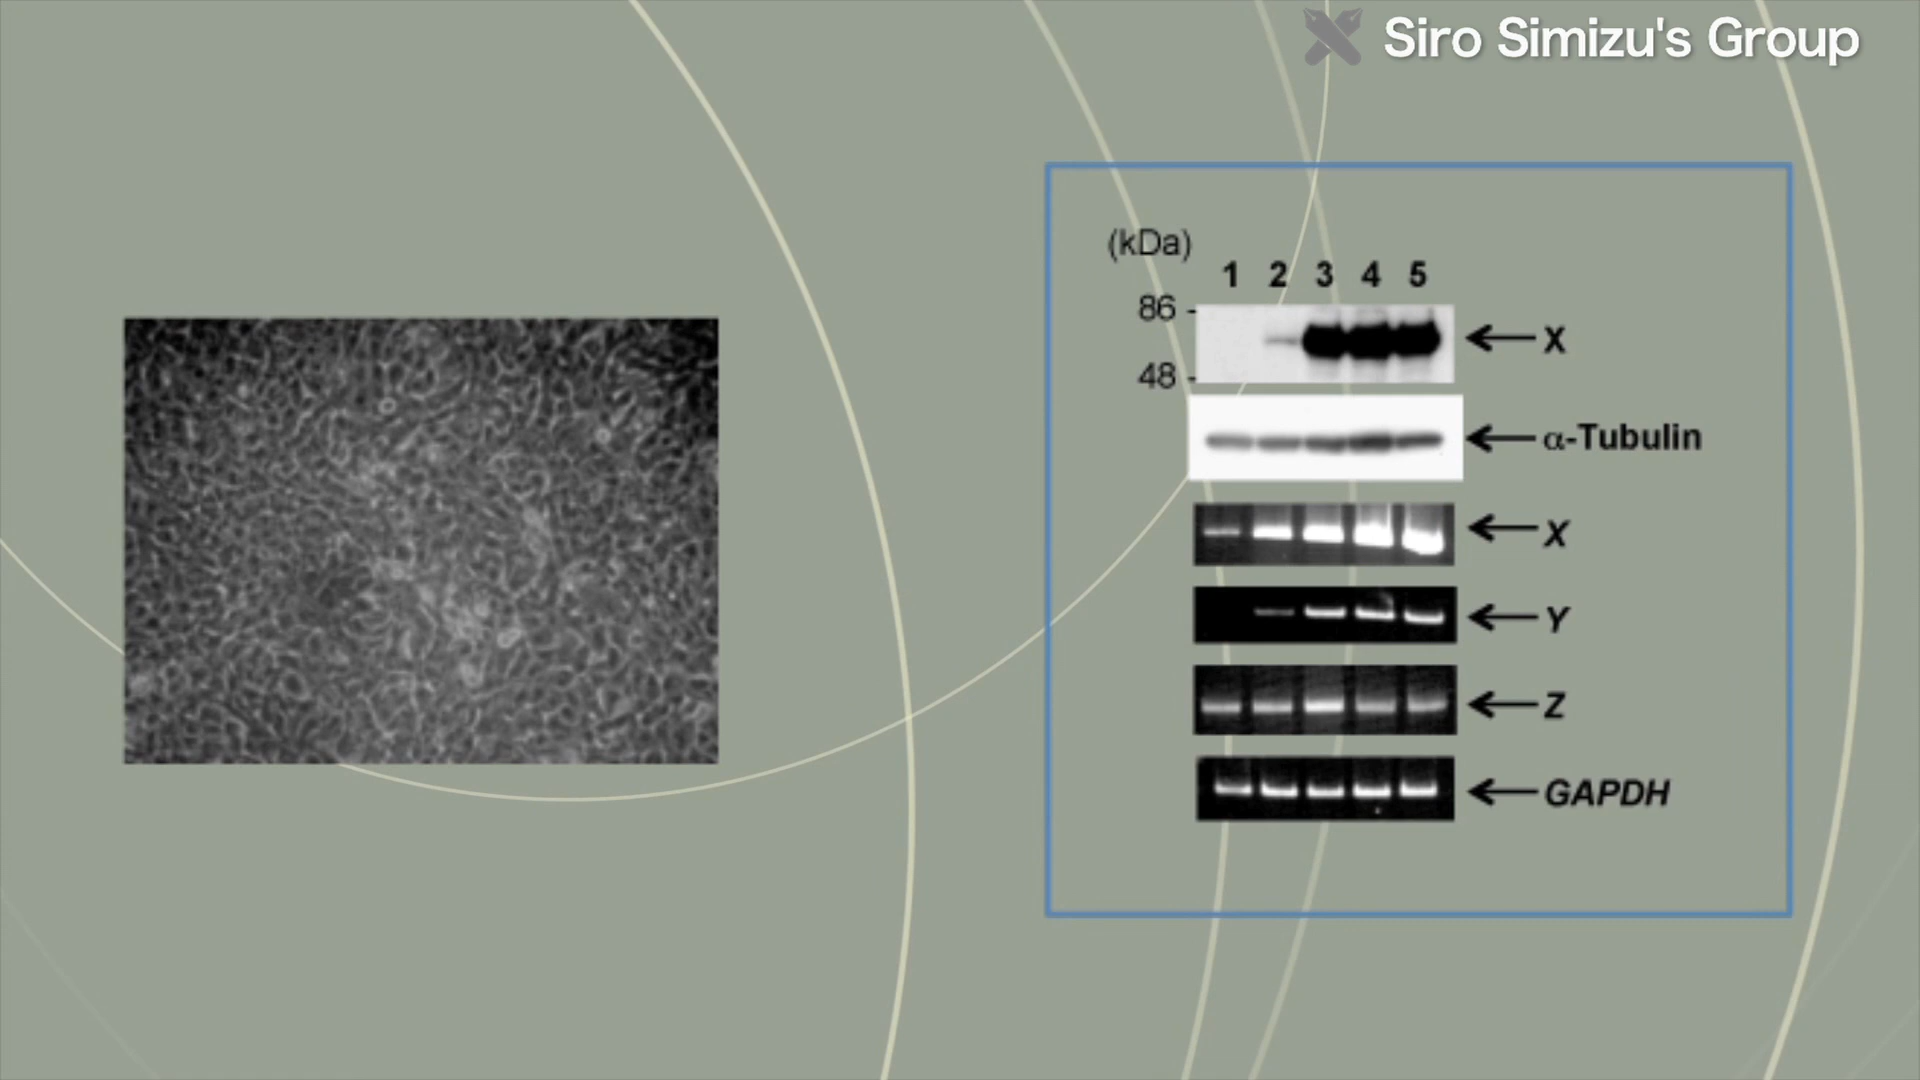 Siro Simizu's Group
(kDa)
1 2 3 4 5
86 -
X
48 -
α-Tubulin
X
Y
Z
GAPDH